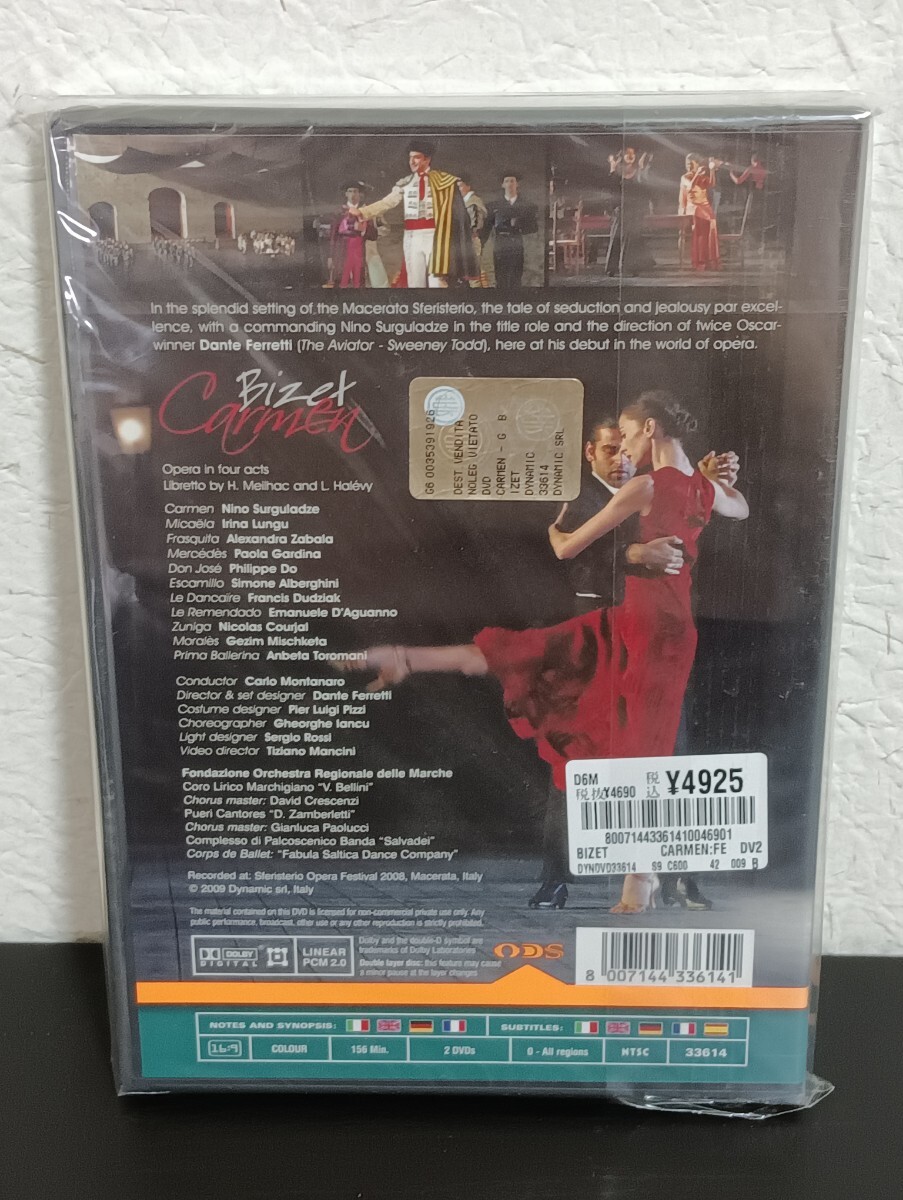 In the splendid setting of the Macerata Sferisterio, the tale of seduction and jealousy par excel-
lence, with a commanding Nino Surguladze in the title role and the direction of twice Oscar-
winner Dante Ferretti (The Aviator - Sweeney Todd), here at his debut in the world of opera.
Bizet
Carmen
G6 0035391926
DEST VENDITA
NOLEG VIETATO
DVD
CARMEN - G B
IZET
DYNAMIC
33614
DYNAMIC SRL
Opera in four acts
Libretto by H. Meilhac and L. Halévy
Carmen Nino Surguladze
Micaëla Irina Lungu
Frasquita Alexandra Zabala
Mercédès Paola Gardina
Don José Philippe Do
Escamillo Simone Alberghini
Le Dancaïre Francis Dudziak
Le Remendado Emanuele D'Aguanno
Zuniga Nicolas Courjal
Moralès Gezim Mischketa
Prima Ballerina Anbeta Toromani
Conductor Carlo Montanaro
Director & set designer Dante Ferretti
Costume designer Pier Luigi Pizzi
Choreographer Gheorghe Iancu
Light designer Sergio Rossi
Video director Tiziano Mancini
Fondazione Orchestra Regionale delle Marche
Coro Lirico Marchigiano "V. Bellini"
Chorus master: David Crescenzi
Pueri Cantores "D. Zamberletti"
Chorus master: Gianluca Paolucci
Complesso di Palcoscenico Banda "Salvadei"
Corps de Ballet: "Fabula Saltica Dance Company"
Recorded at: Sferisterio Opera Festival 2008, Macerata, Italy
© 2009 Dynamic srl, Italy
D6M 税込 ¥4925
税抜¥4690
80071443361410046901
BIZET CARMEN:FE DV2
DYNDVD33614 S9 C600 42 009 B
The material contained on this DVD is licensed for non-commercial private use only. Any
public performance, broadcast, other use or any other reproduction is strictly prohibited.
DOLBY
DIGITAL
LINEAR
PCM 2.0
Dolby and the double-D symbol are
trademarks of Dolby Laboratories
Double layer disc: this feature may cause
a minor pause at the layer changes
ODS
8 007144 336141
NOTES AND SYNOPSIS:
SUBTITLES:
16:9
COLOUR
156 Min.
2 DVDs
0 - All regions
NTSC
33614